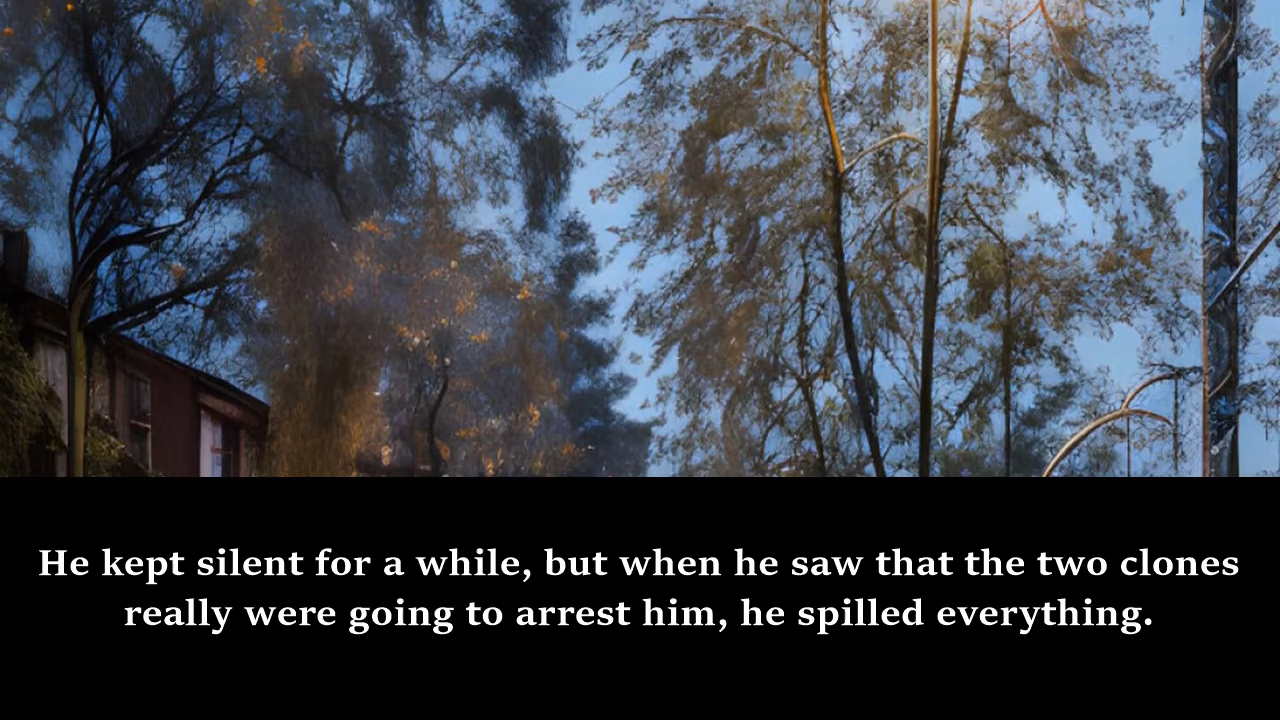 He kept silent for a while, but when he saw that the two clones
really were going to arrest him, he spilled everything.